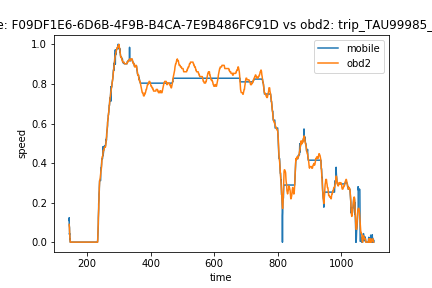 e: F09DF1E6-6D6B-4F9B-B4CA-7E9B486FC91D vs obd2: trip_TAU99985_
mobile
obd2
1.0
0.8
0.6
0.4
0.2
0.0
speed
200 400 600 800 1000
time